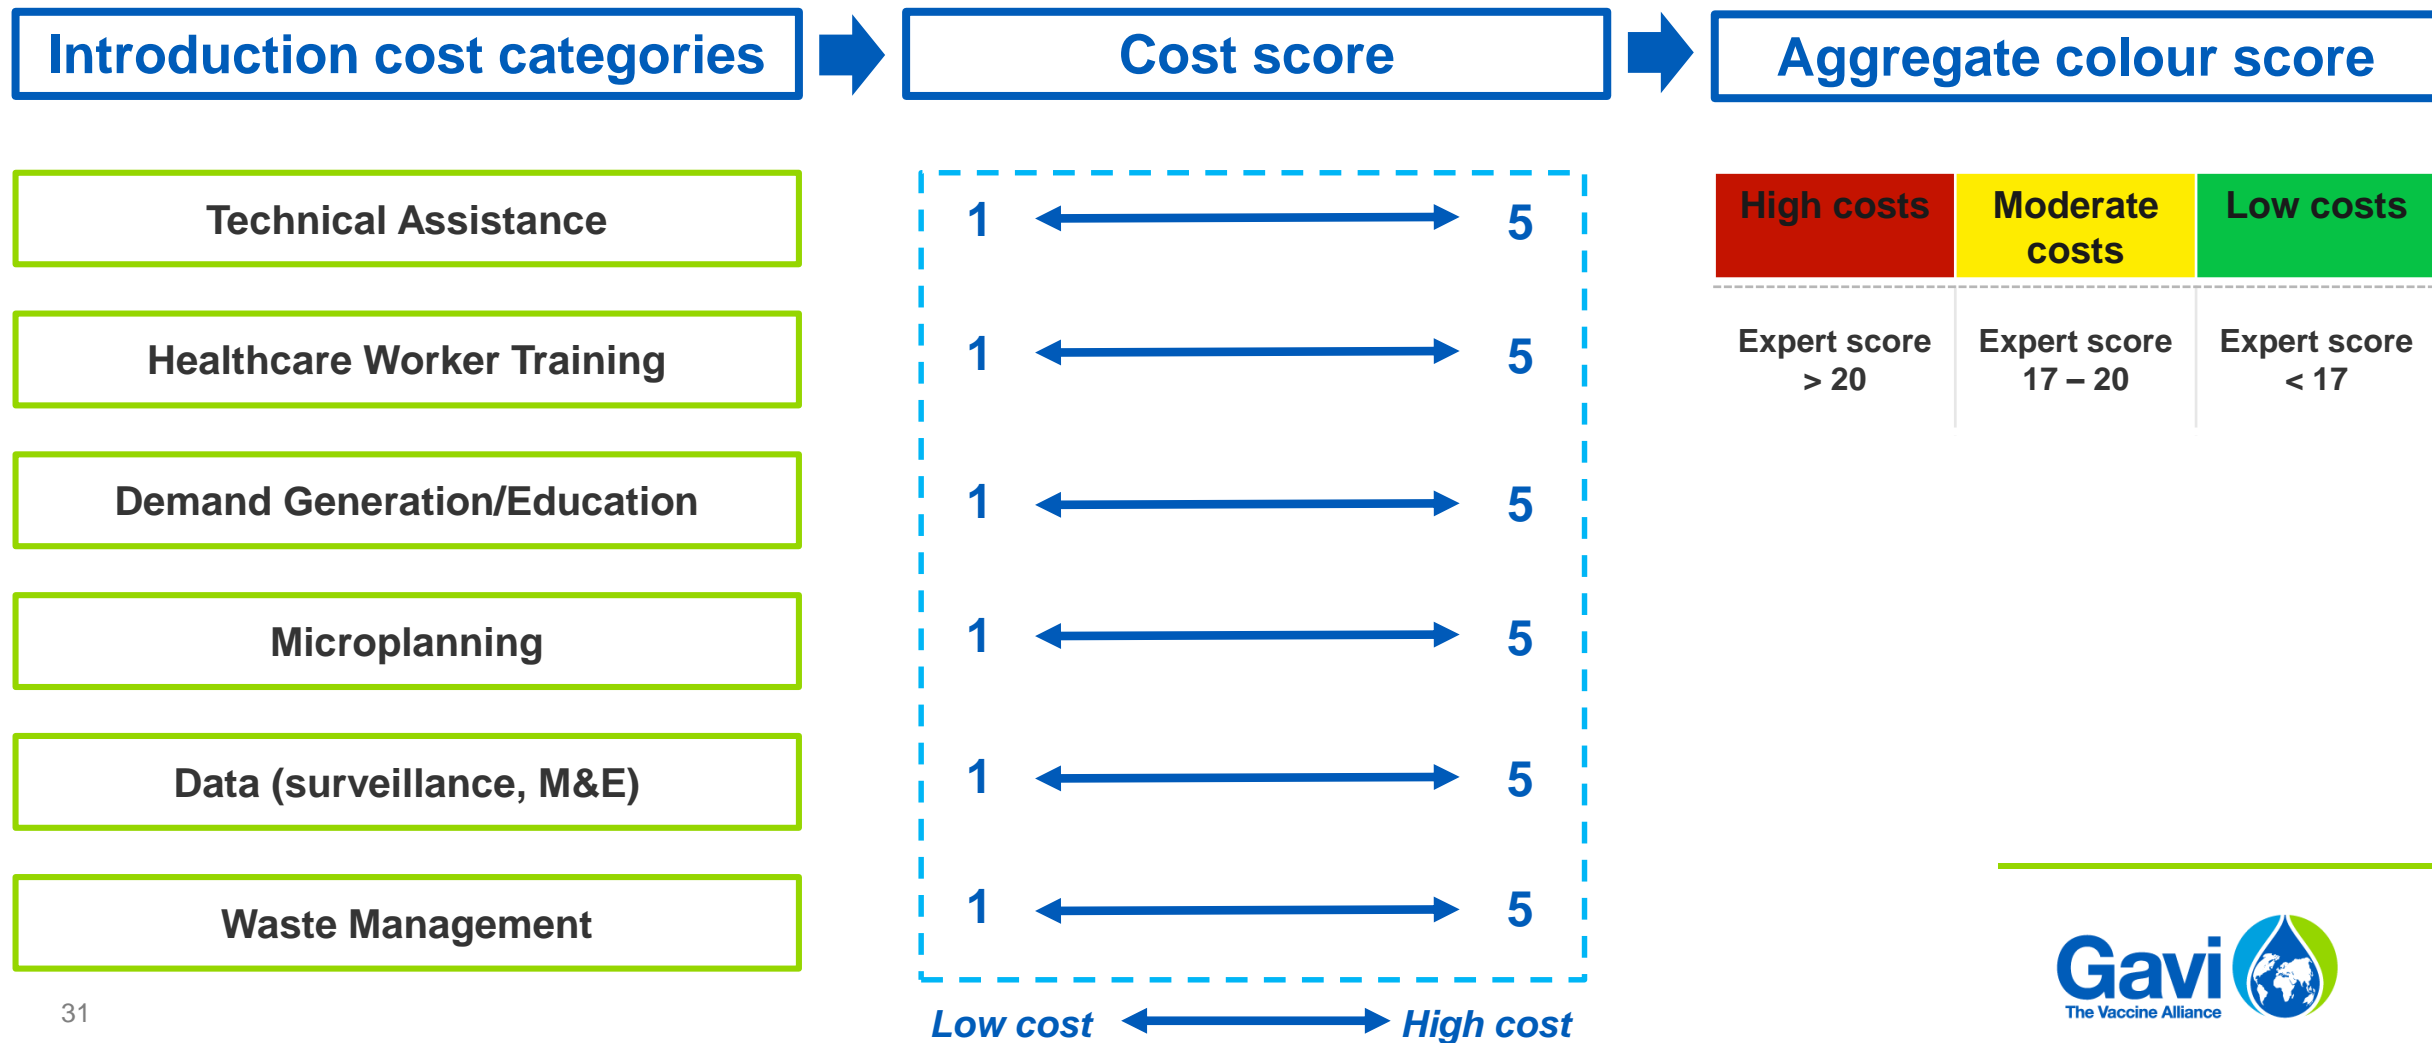 Introduction cost categories
Cost score
Aggregate colour score
Technical Assistance
1
5
Healthcare Worker Training
1
5
Demand Generation/Education
1
5
Microplanning
1
5
Data (surveillance, M&E)
1
5
Waste Management
1
5
Low cost
High cost
High costs
Moderate
costs
Low costs
Expert score
> 20
Expert score
17 – 20
Expert score
< 17
31
Gavi
The Vaccine Alliance